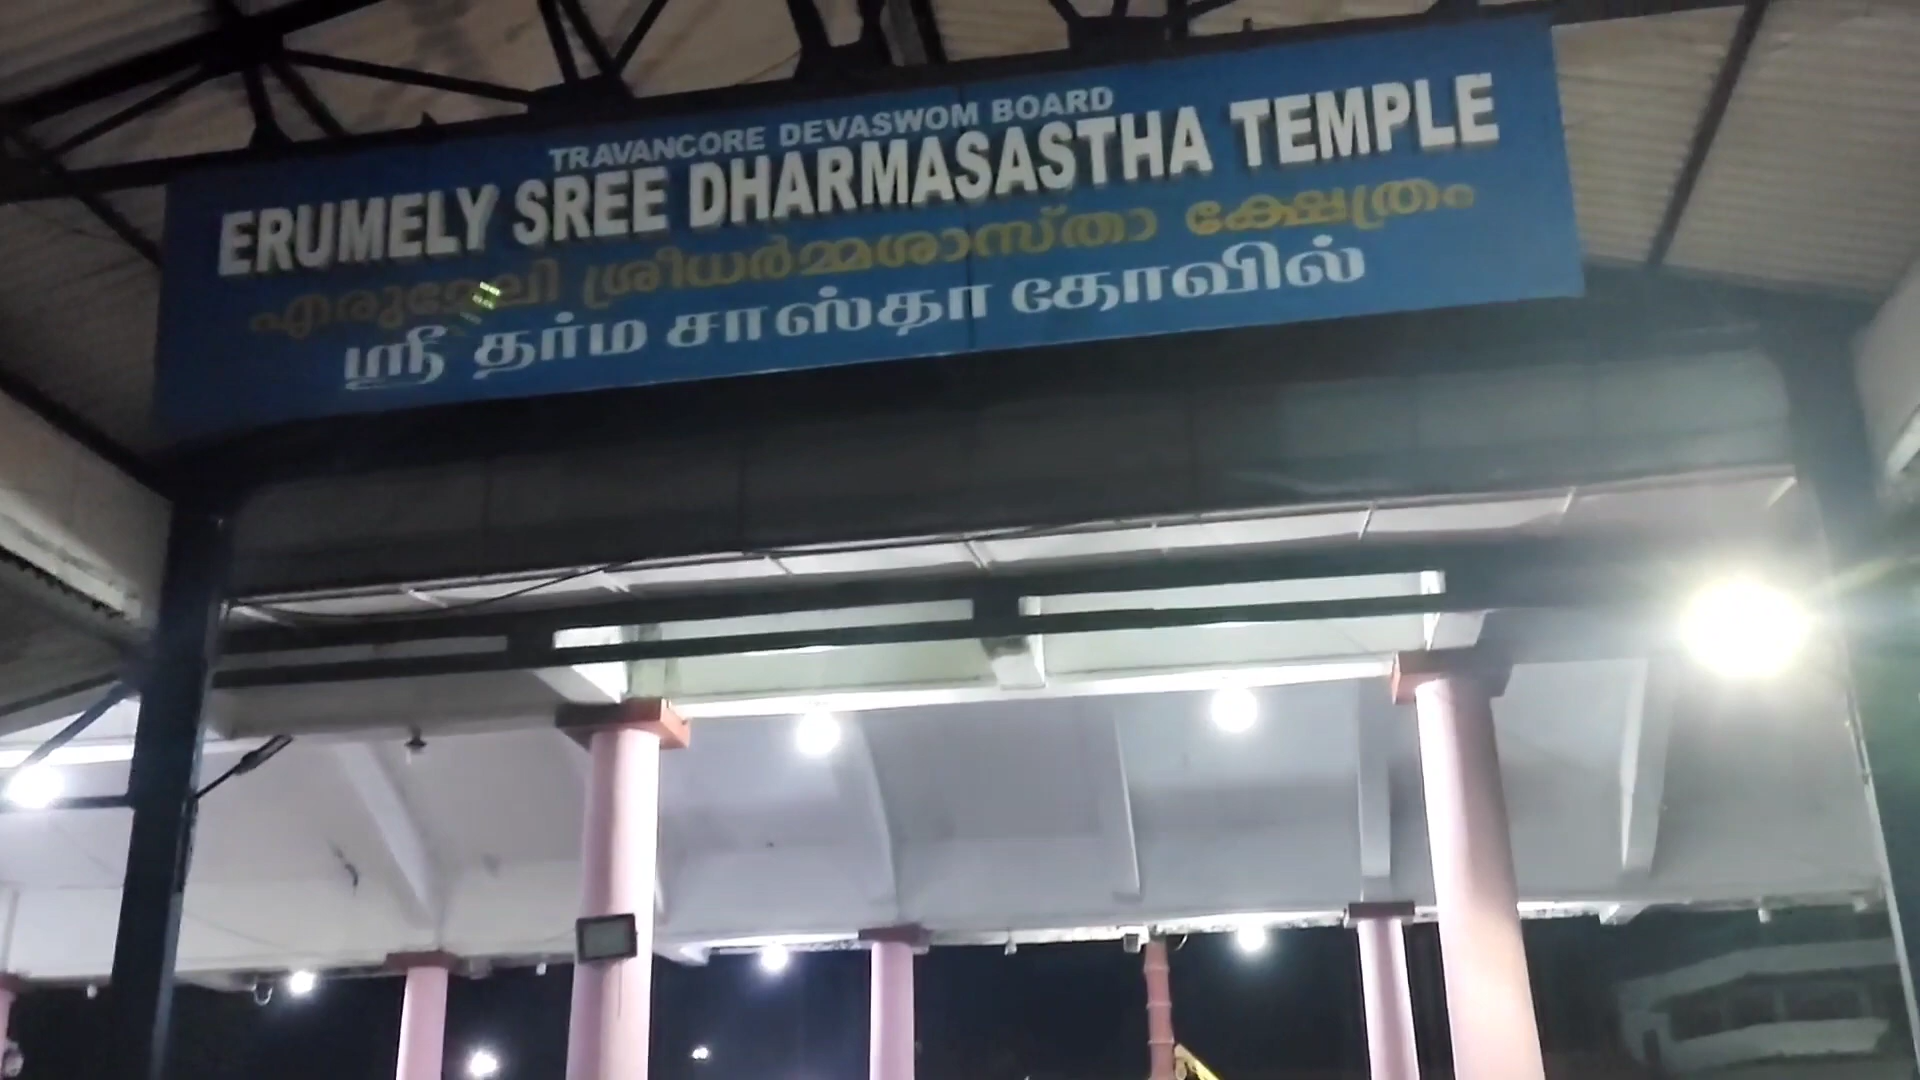 TRAVANCORE DEVASWOM BOARD
ERUMELY SREE DHARMASASTHA TEMPLE
എരുമേലി ശ്രീധർമ്മശാസ്താ ക്ഷേത്രം
ஸ்ரீ தர்ம சாஸ்தா கோவில்